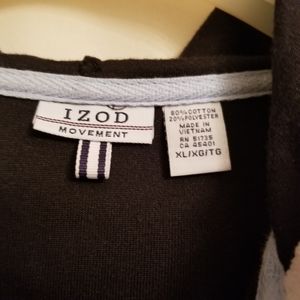 IZOD
MOVEMENT
80% COTTON
20% POLYESTER
MADE IN
VIETNAM
RN 51735
CA 45401
XL/XG/TG